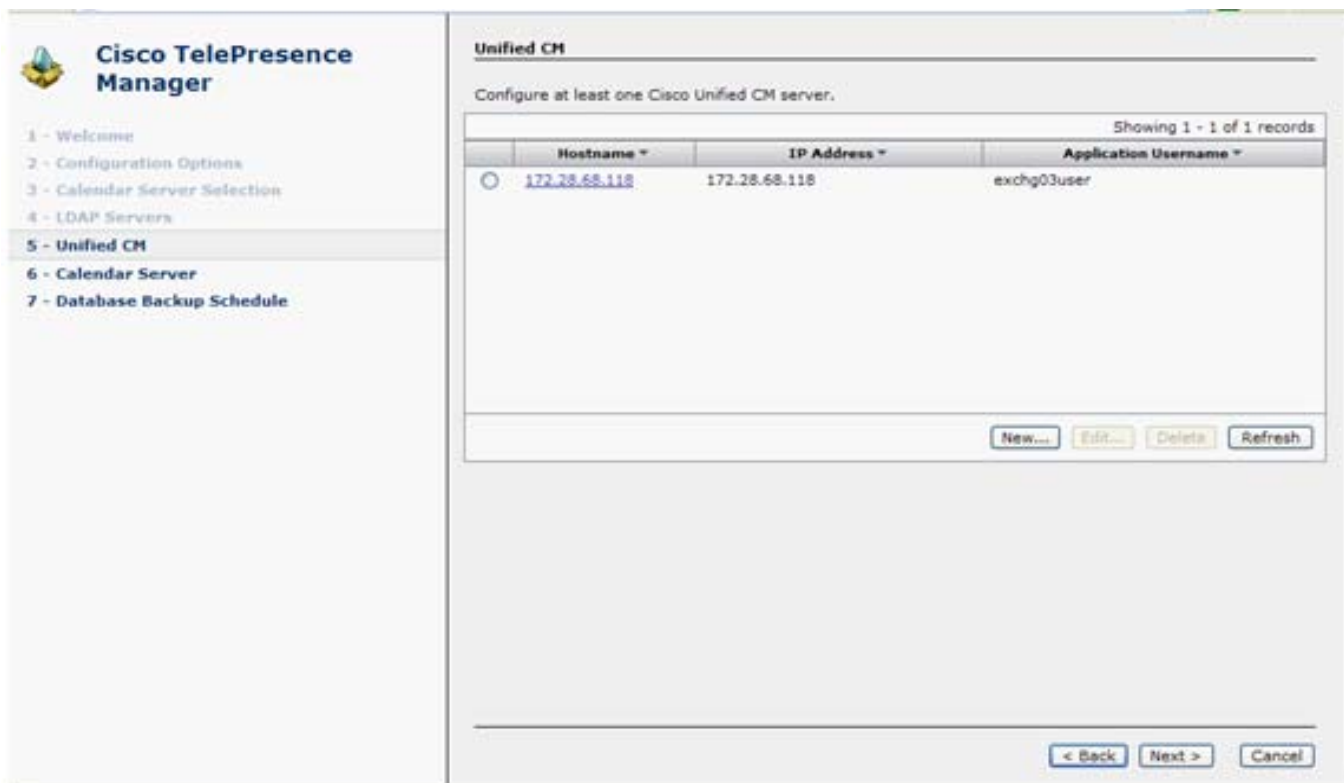 Cisco TelePresence
Manager
1 - Welcome
2 - Configuration Options
3 - Calendar Server Selection
4 - LDAP Servers
5 - Unified CM
6 - Calendar Server
7 - Database Backup Schedule
Unified CM
Configure at least one Cisco Unified CM server.
Showing 1 - 1 of 1 records
Hostname IP Address Application Username
172.28.68.118 172.28.68.118 exchg03user
New... Edit... Delete Refresh
< Back Next > Cancel